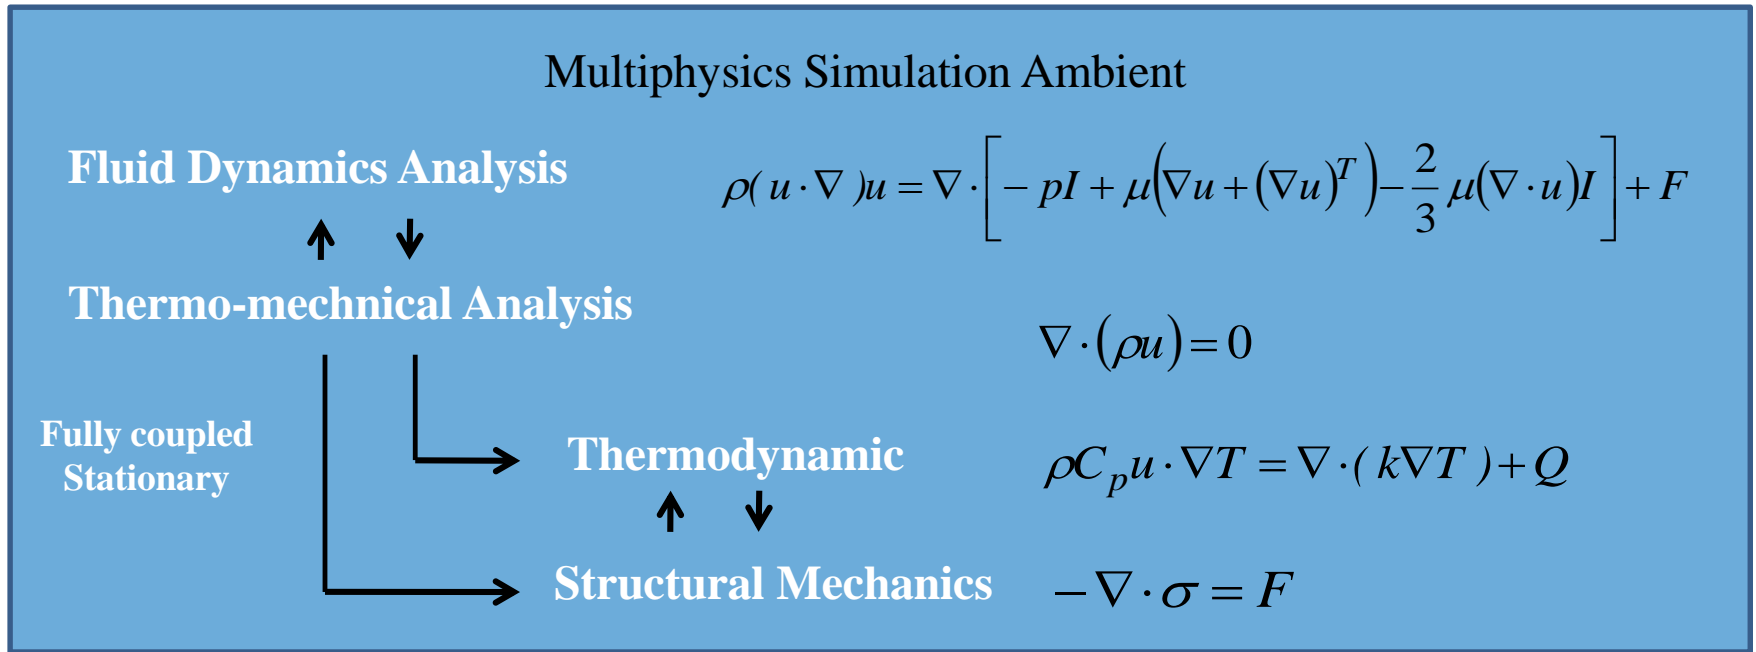 Multiphysics Simulation Ambient
Fluid Dynamics Analysis
ρ( u · ∇ )u = ∇ · [ − pI + μ(∇u + (∇u)^T) − 2/3 μ(∇ · u)I ] + F
Thermo-mechnical Analysis
∇ · (ρu) = 0
Fully coupled
Stationary
Thermodynamic
ρC_p u · ∇T = ∇ · ( k∇T ) + Q
Structural Mechanics
− ∇ · σ = F